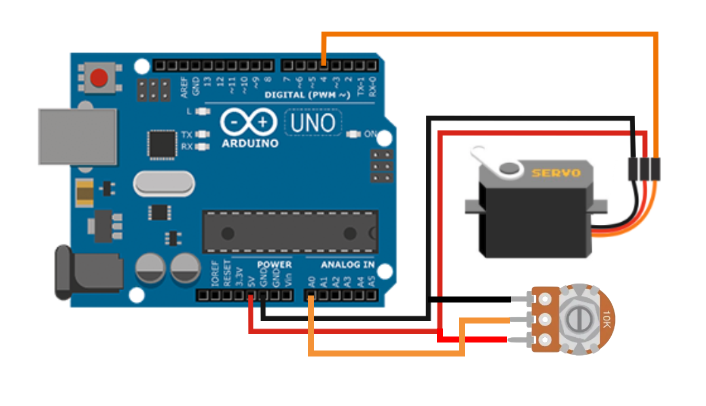 AREF
GND
13
12
~11
~10
~9
8
7
~6
~5
4
~3
2
TX-1
RX-0
DIGITAL (PWM ~)
L
TX
RX
UNO
ON
ARDUINO
SERVO
POWER
ANALOG IN
IOREF
RESET
3.3V
5V
GND
GND
Vin
A0
A1
A2
A3
A4
A5
10K